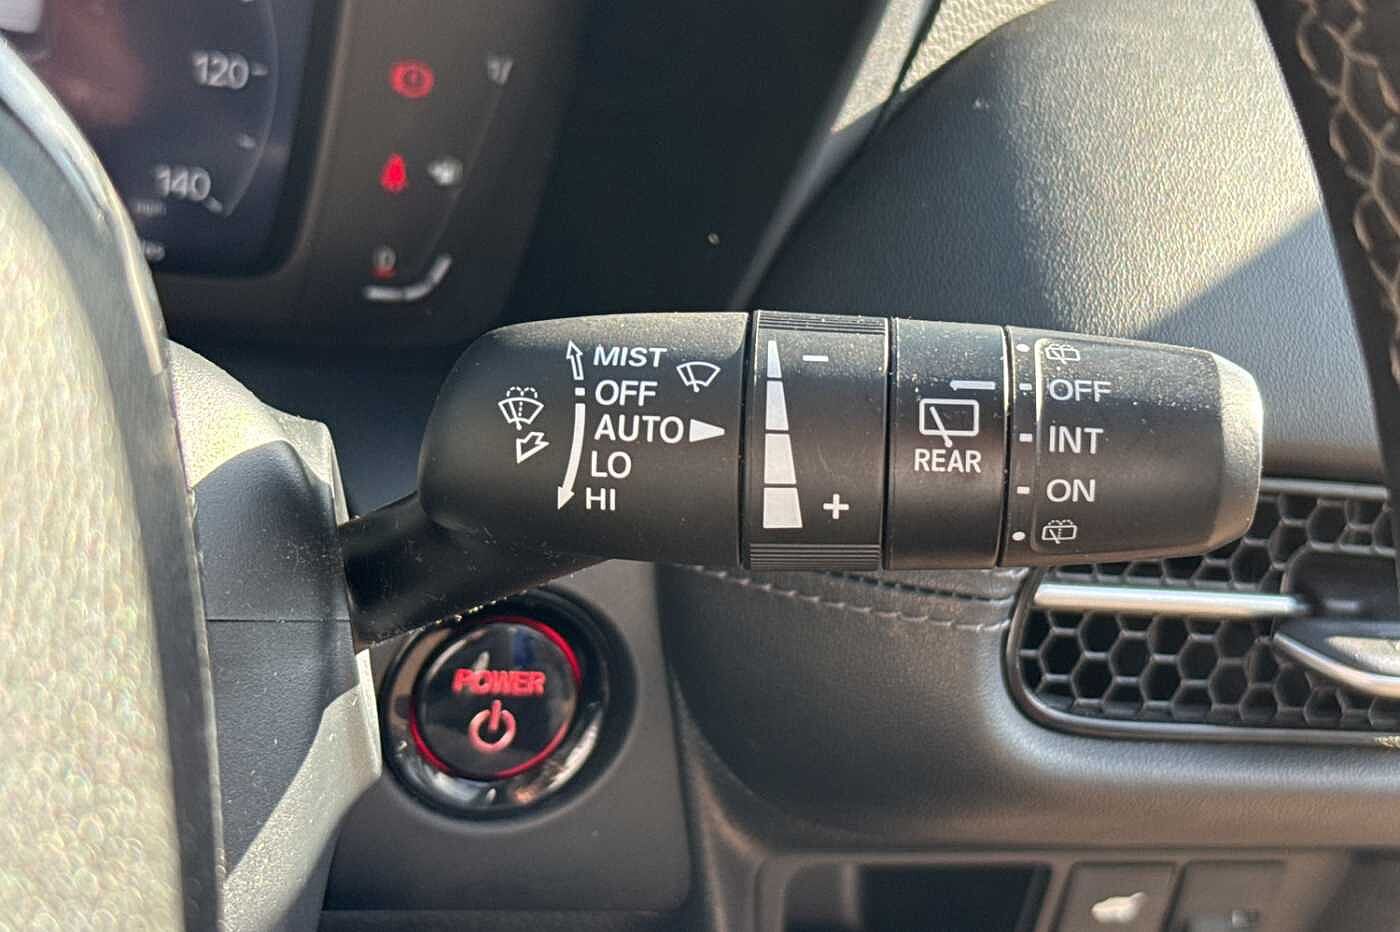 120
140
MIST
OFF
AUTO
LO
HI
−
+
REAR
OFF
INT
ON
POWER